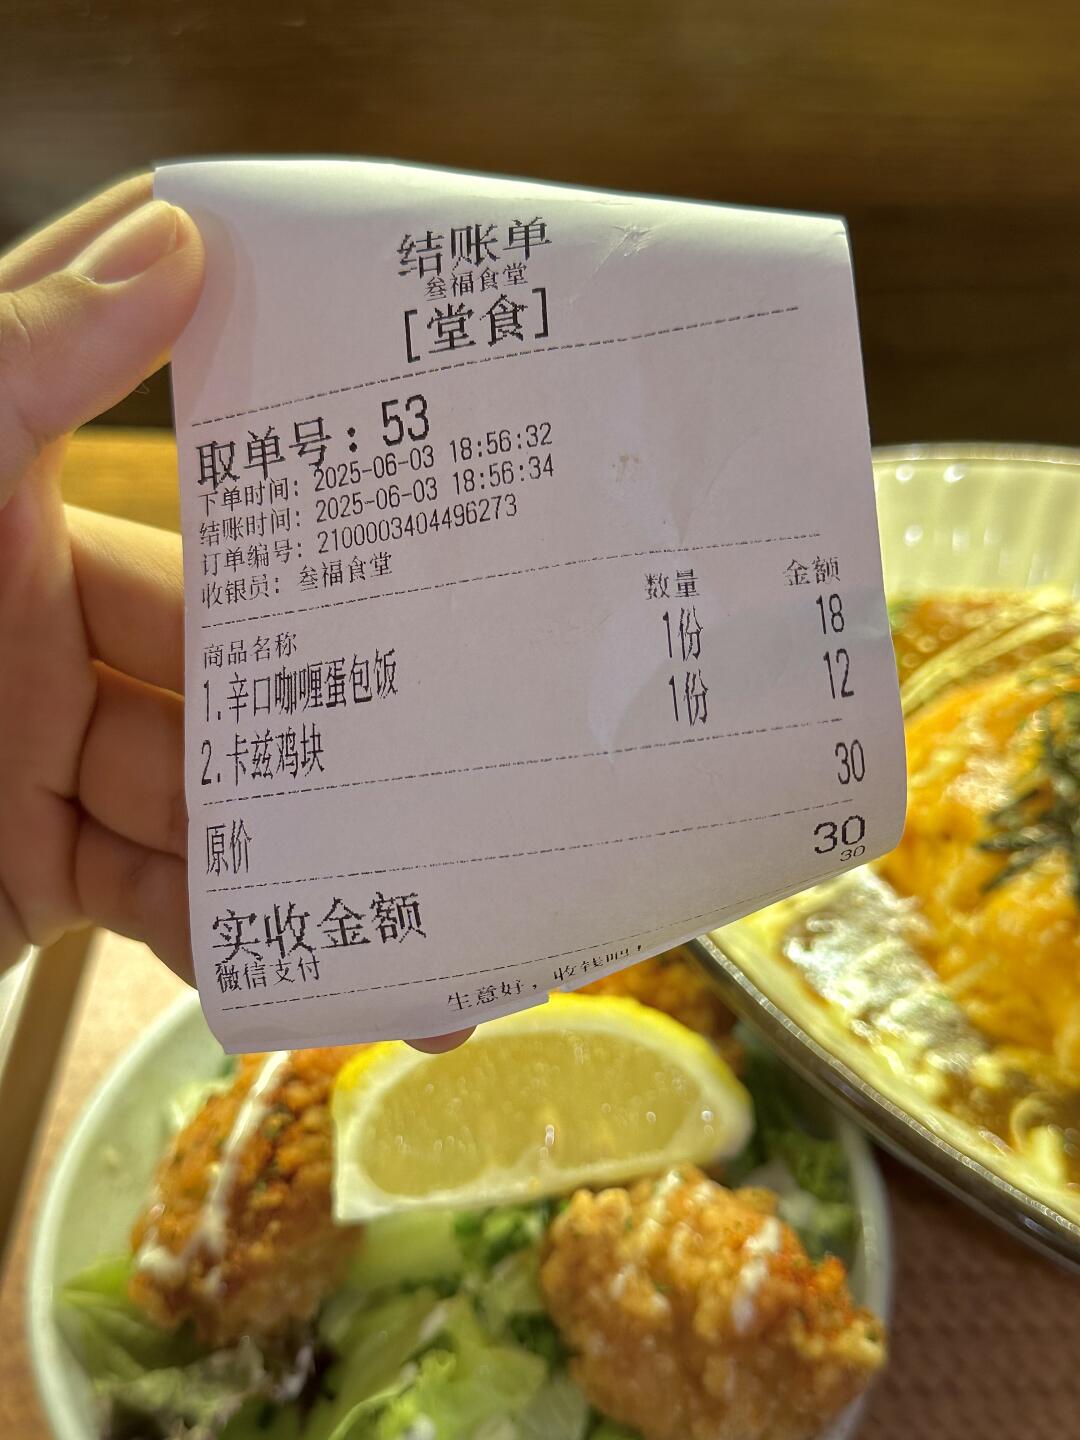 结账单
叁福食堂
[堂食]
取单号：53
下单时间：2025-06-03 18:56:32
结账时间：2025-06-03 18:56:34
订单编号：2100003404496273
收银员：叁福食堂
商品名称 数量 金额
1.辛口咖喱蛋包饭 1份 18
2.卡兹鸡块 1份 12
原价 30
实收金额 30
微信支付 30
生意好，收钱吧！